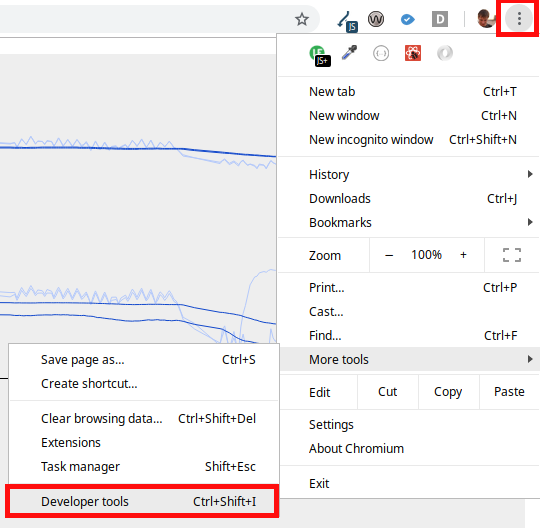 JS
W
D
JS+
New tab Ctrl+T
New window Ctrl+N
New incognito window Ctrl+Shift+N
History
Downloads Ctrl+J
Bookmarks
Zoom – 100% +
Print... Ctrl+P
Cast...
Find... Ctrl+F
More tools
Edit Cut Copy Paste
Settings
About Chromium
Exit
Save page as... Ctrl+S
Create shortcut...
Clear browsing data... Ctrl+Shift+Del
Extensions
Task manager Shift+Esc
Developer tools Ctrl+Shift+I